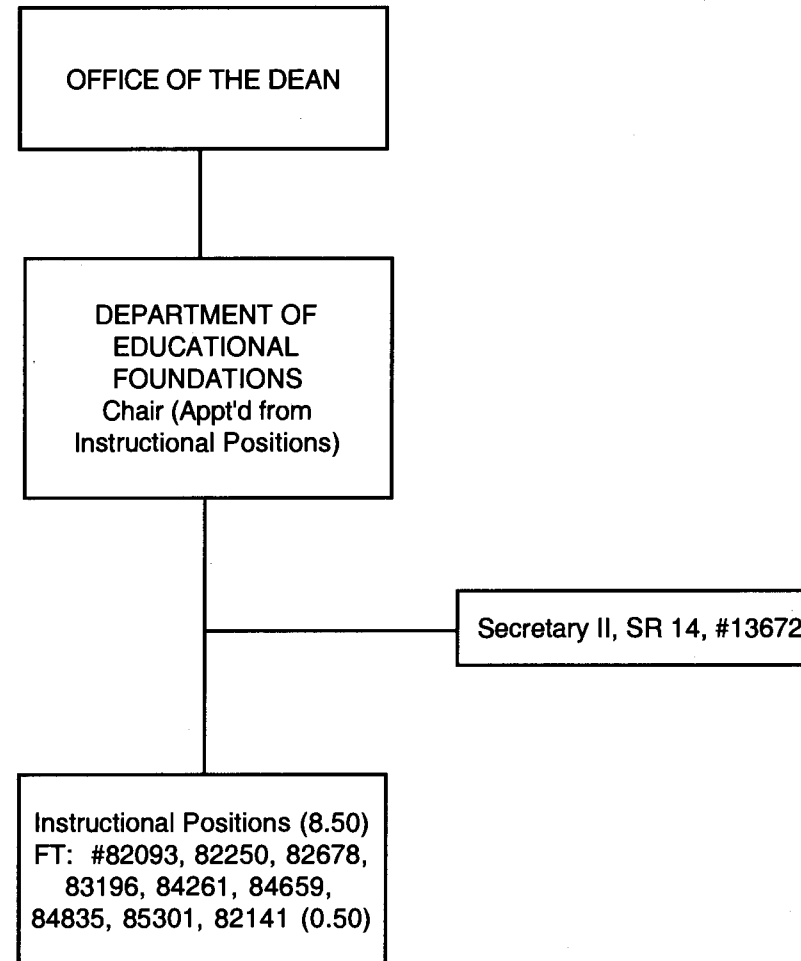 OFFICE OF THE DEAN
DEPARTMENT OF
EDUCATIONAL
FOUNDATIONS
Chair (Appt'd from
Instructional Positions)
Secretary II, SR 14, #13672
Instructional Positions (8.50)
FT: #82093, 82250, 82678,
83196, 84261, 84659,
84835, 85301, 82141 (0.50)